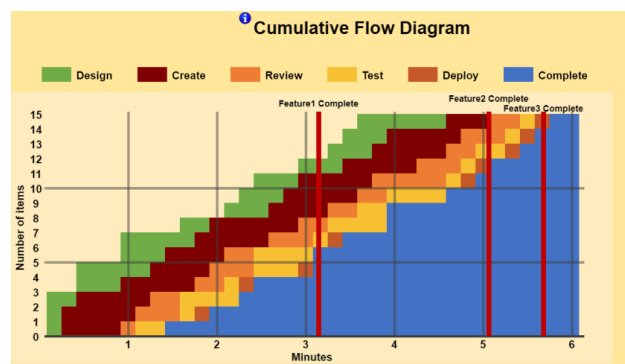 i Cumulative Flow Diagram
Design Create Review Test Deploy Complete
Feature1 Complete
Feature2 Complete
Feature3 Complete
15
14
13
12
11
10
9
8
7
6
5
4
3
2
1
0
Number of items
1 2 3 4 5 6
Minutes